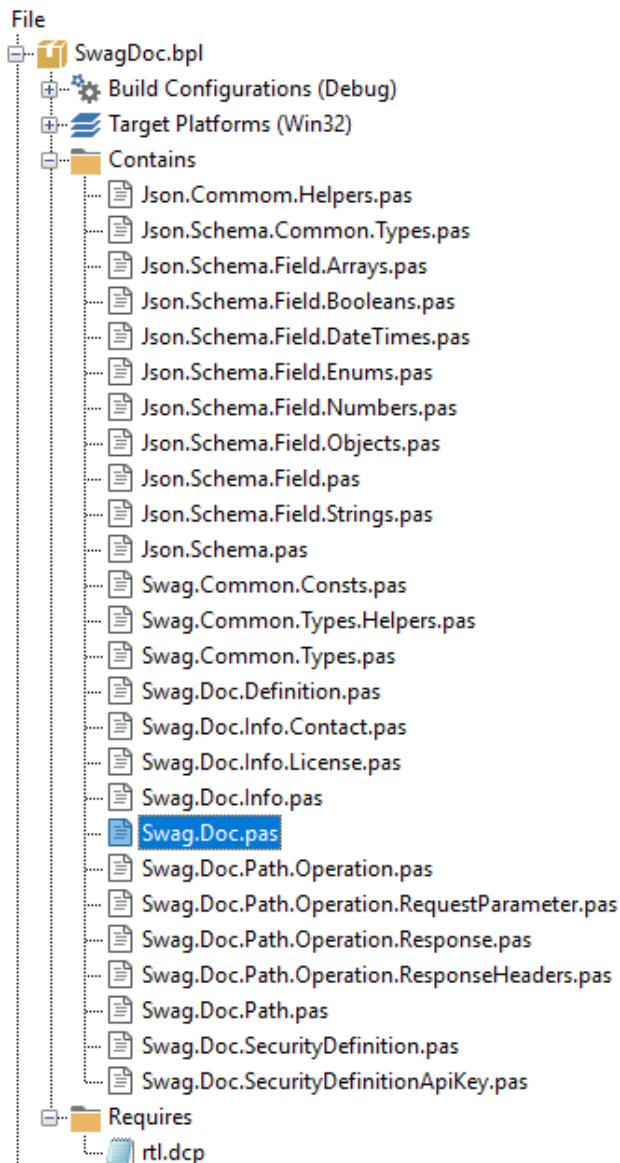 File
SwagDoc.bpl
Build Configurations (Debug)
Target Platforms (Win32)
Contains
Json.Commom.Helpers.pas
Json.Schema.Common.Types.pas
Json.Schema.Field.Arrays.pas
Json.Schema.Field.Booleans.pas
Json.Schema.Field.DateTimes.pas
Json.Schema.Field.Enums.pas
Json.Schema.Field.Numbers.pas
Json.Schema.Field.Objects.pas
Json.Schema.Field.pas
Json.Schema.Field.Strings.pas
Json.Schema.pas
Swag.Common.Consts.pas
Swag.Common.Types.Helpers.pas
Swag.Common.Types.pas
Swag.Doc.Definition.pas
Swag.Doc.Info.Contact.pas
Swag.Doc.Info.License.pas
Swag.Doc.Info.pas
Swag.Doc.pas
Swag.Doc.Path.Operation.pas
Swag.Doc.Path.Operation.RequestParameter.pas
Swag.Doc.Path.Operation.Response.pas
Swag.Doc.Path.Operation.ResponseHeaders.pas
Swag.Doc.Path.pas
Swag.Doc.SecurityDefinition.pas
Swag.Doc.SecurityDefinitionApiKey.pas
Requires
rtl.dcp